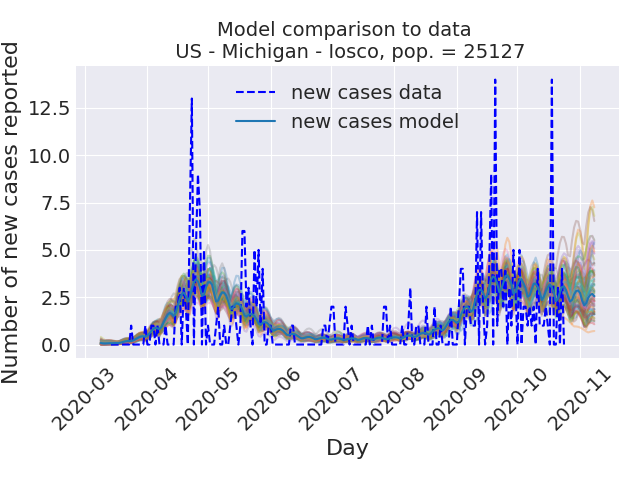 Model comparison to data
US - Michigan - Iosco, pop. = 25127
new cases data
new cases model
Number of new cases reported
12.5
10.0
7.5
5.0
2.5
0.0
2020-03
2020-04
2020-05
2020-06
2020-07
2020-08
2020-09
2020-10
2020-11
Day